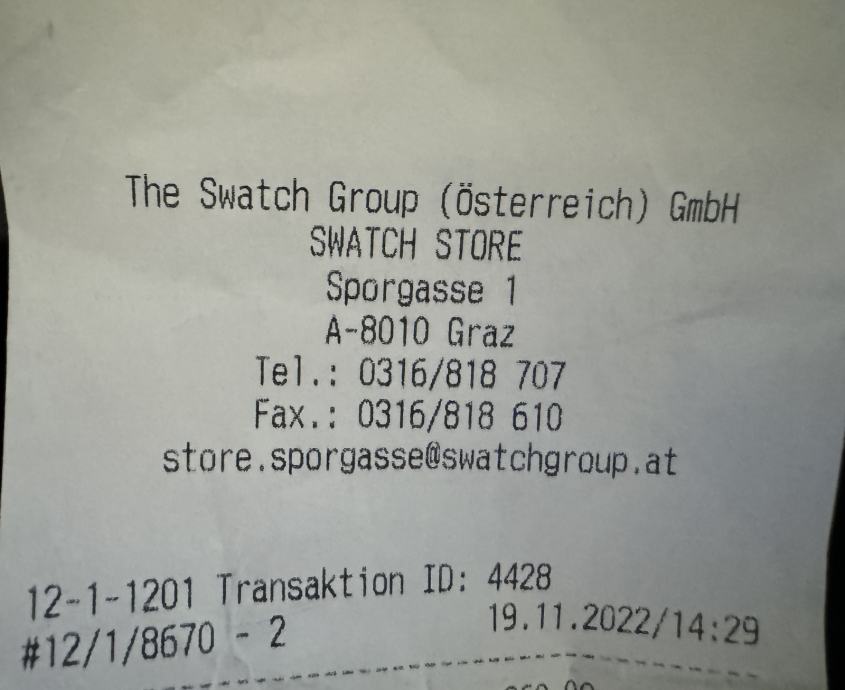 The Swatch Group (Österreich) GmbH
SWATCH STORE
Sporgasse 1
A-8010 Graz
Tel.: 0316/818 707
Fax.: 0316/818 610
store.sporgasse@swatchgroup.at
12-1-1201 Transaktion ID: 4428
#12/1/8670 - 2 19.11.2022/14:29